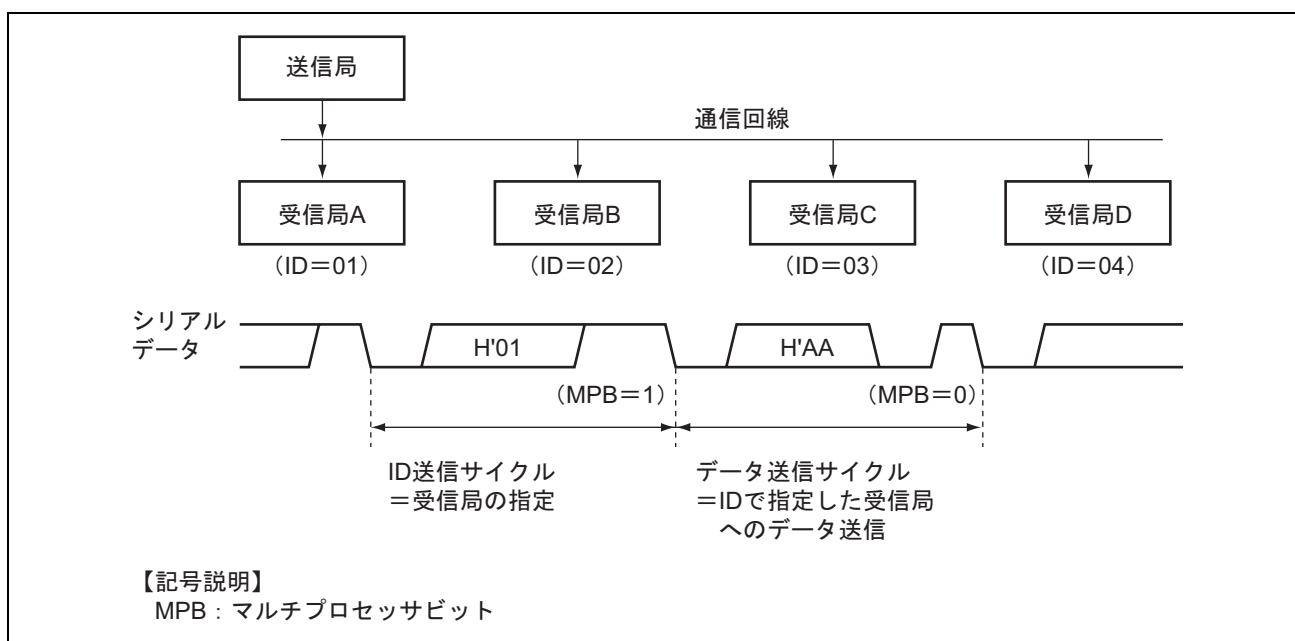 送信局
通信回線
受信局A 受信局B 受信局C 受信局D
（ID＝01） （ID＝02） （ID＝03） （ID＝04）
シリアル
データ
H'01 H'AA
（MPB＝1） （MPB＝0）
ID送信サイクル
＝受信局の指定
データ送信サイクル
＝IDで指定した受信局
へのデータ送信
【記号説明】
MPB：マルチプロセッサビット